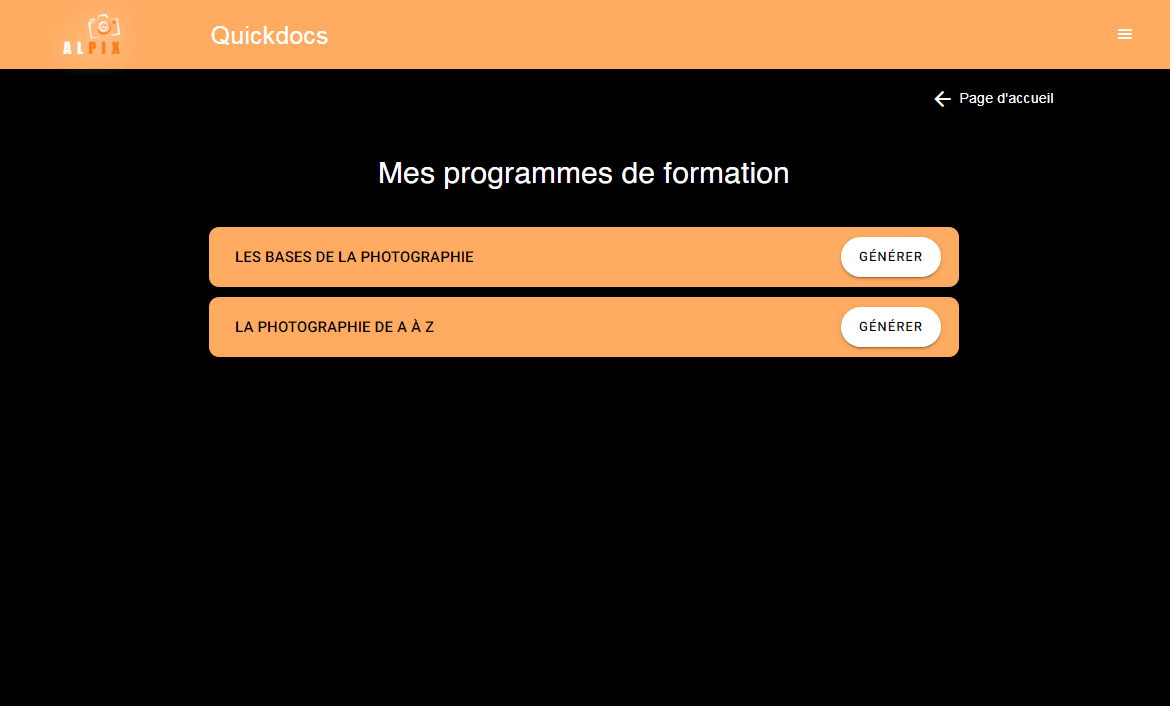 ALPIX
Quickdocs
Page d'accueil
Mes programmes de formation
LES BASES DE LA PHOTOGRAPHIE
GÉNÉRER
LA PHOTOGRAPHIE DE A À Z
GÉNÉRER